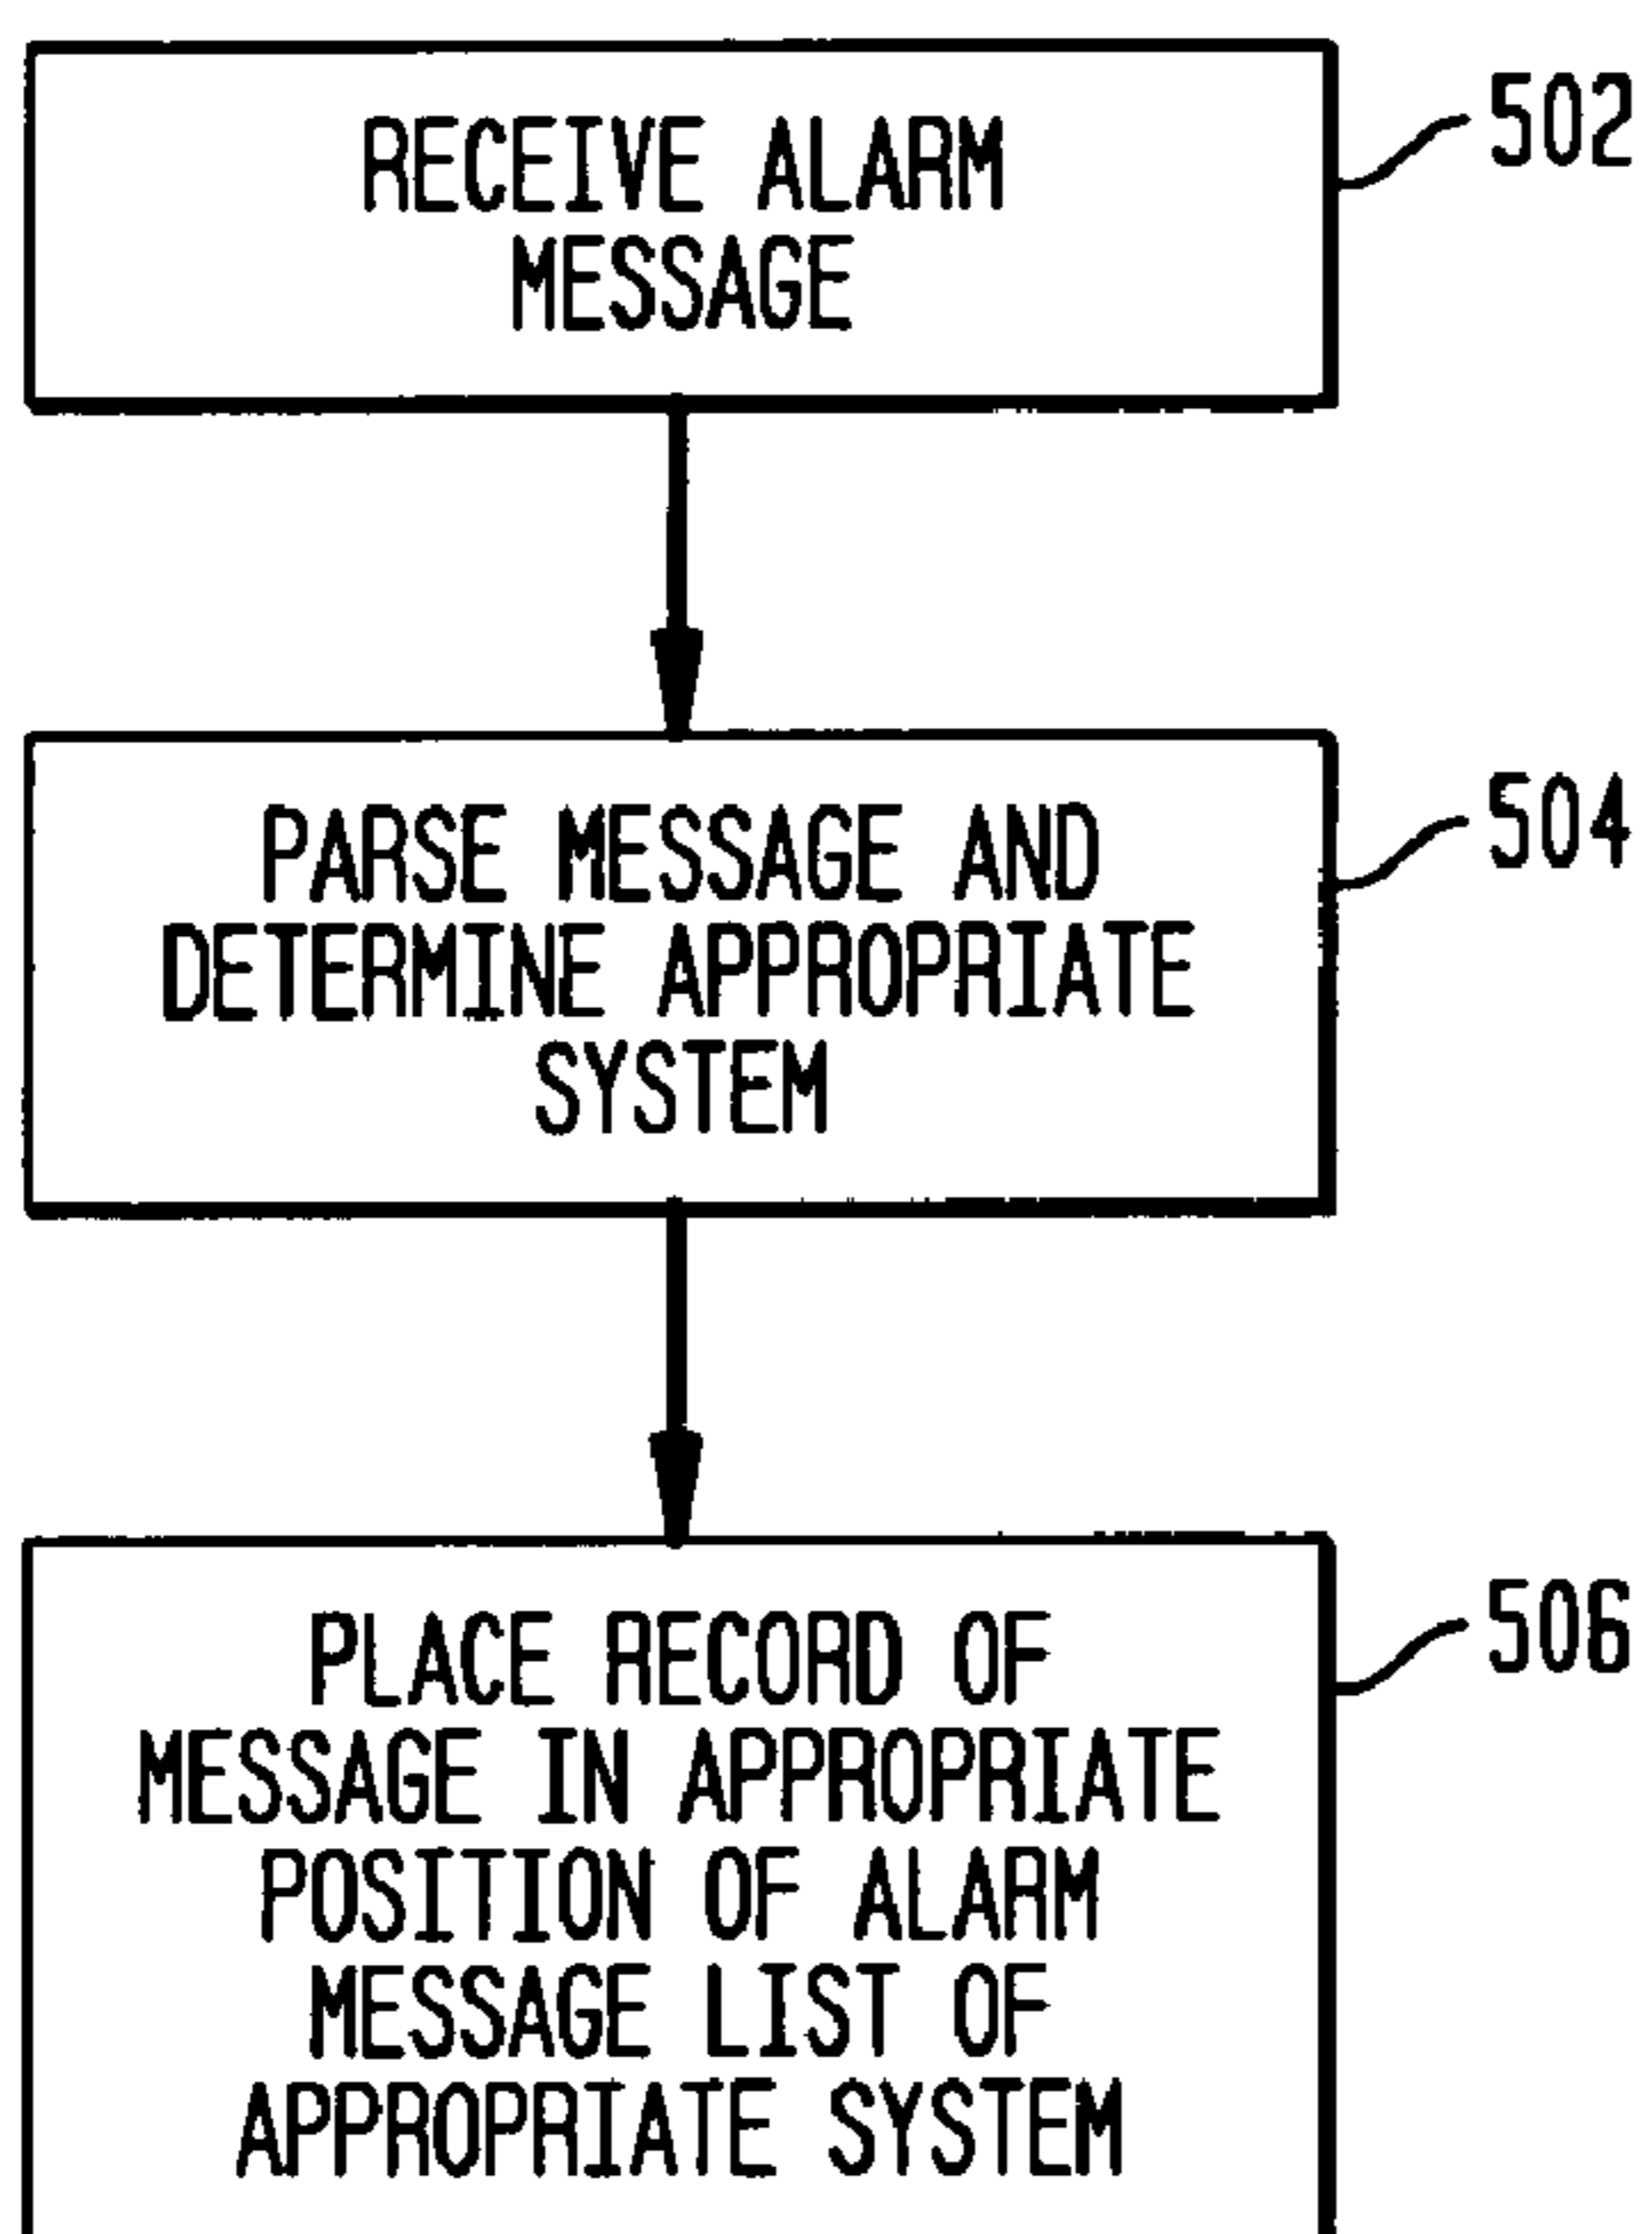 RECEIVE ALARM
MESSAGE
502
PARSE MESSAGE AND
DETERMINE APPROPRIATE
SYSTEM
504
PLACE RECORD OF
MESSAGE IN APPROPRIATE
POSITION OF ALARM
MESSAGE LIST OF
APPROPRIATE SYSTEM
506